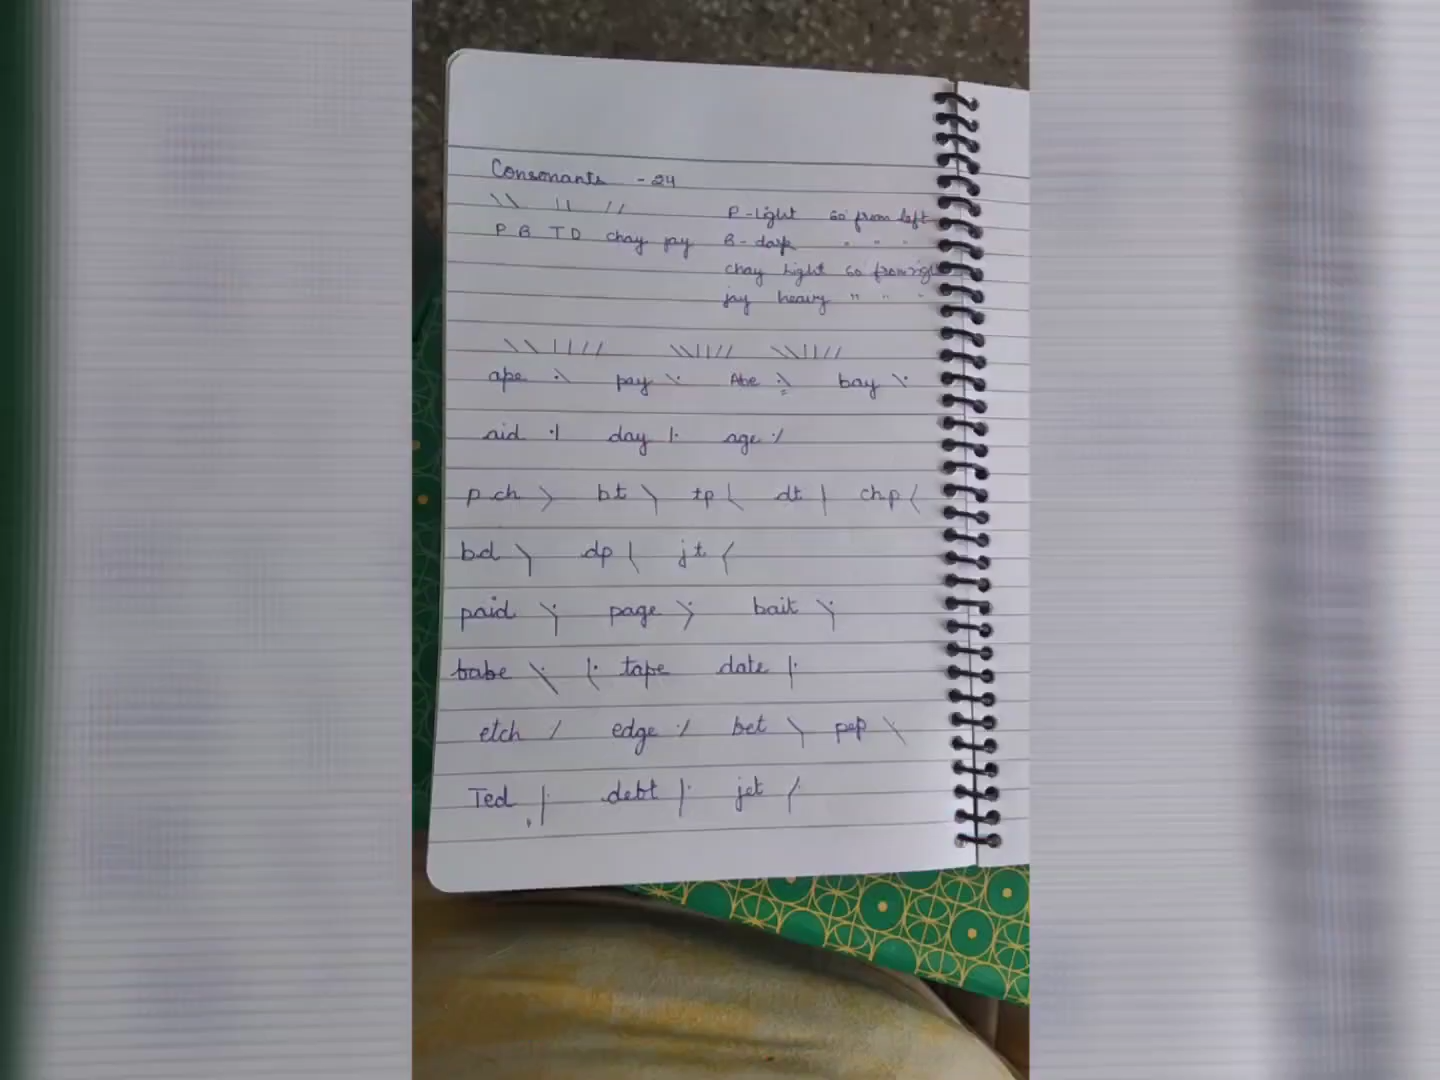 Consonants - 24
P B T D chay jay
P - light 60 from left
B - dark " " "
chay light 60 from right
jay heavy " " "
ape pay Abe bay
aid day age
p ch bt tp dt chp
bd dp jt
paid page bait
babe tape date
etch edge bet pep
Ted debt jet